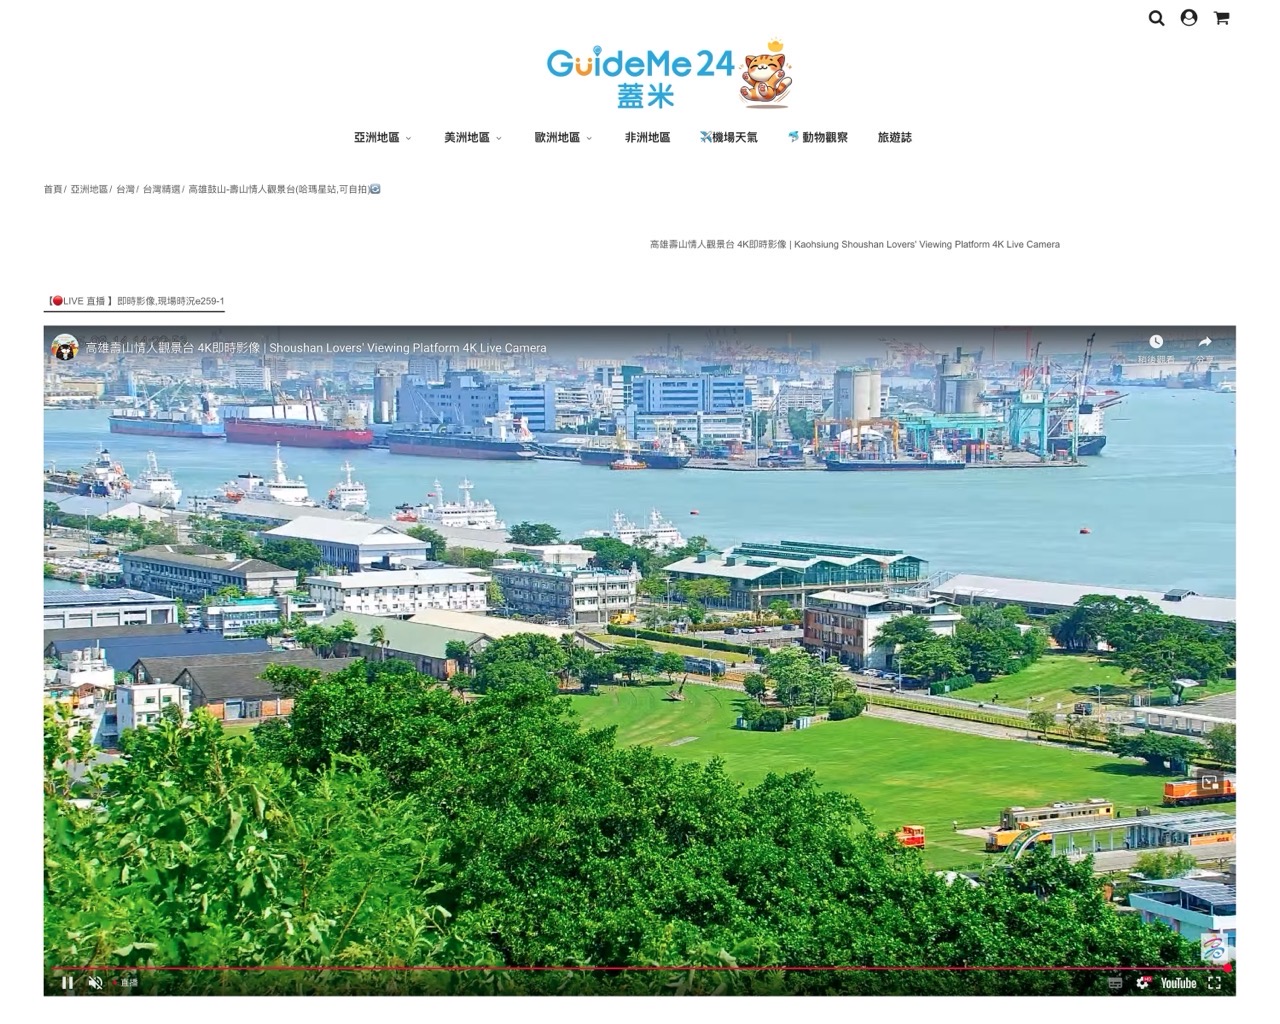 GuideMe 24
蓋米
亞洲地區 美洲地區 歐洲地區 非洲地區 ✈️機場天氣 🐬 動物觀察 旅遊誌
首頁 / 亞洲地區 / 台灣 / 台灣精選 / 高雄鼓山-壽山情人觀景台(哈瑪星站,可自拍)🔄
高雄壽山情人觀景台 4K即時影像 | Kaohsiung Shoushan Lovers' Viewing Platform 4K Live Camera
【🔴LIVE 直播 】即時影像,現場時況e259-1
高雄壽山情人觀景台 4K即時影像 | Shoushan Lovers' Viewing Platform 4K Live Camera
稍後觀看 分享
直播
HD
YouTube